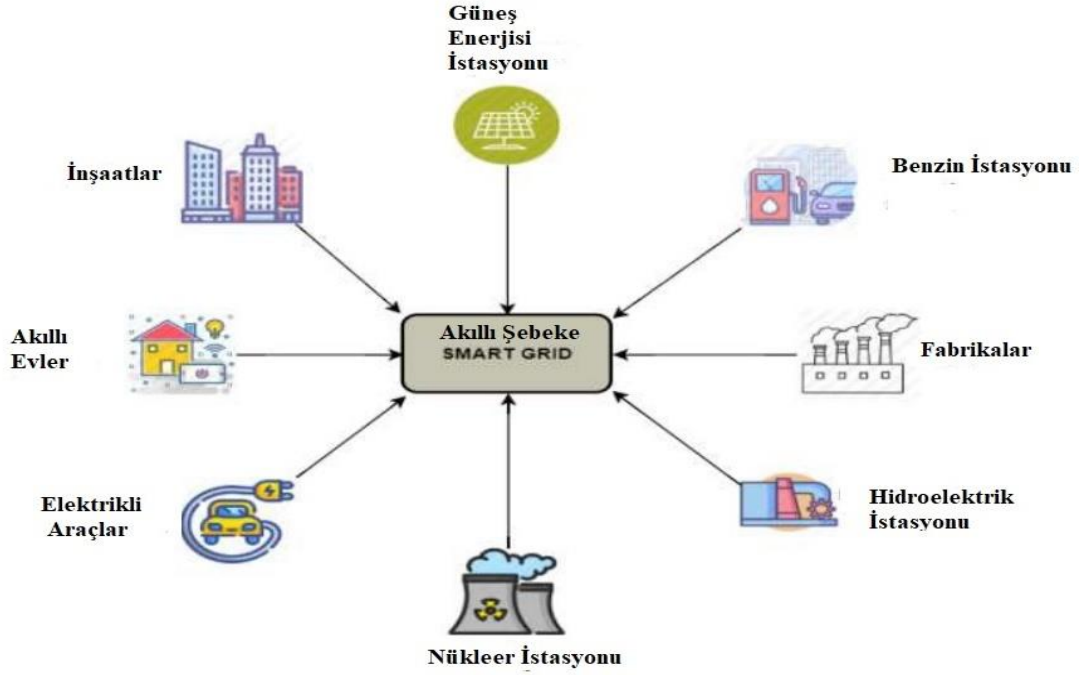 Güneş
Enerjisi
İstasyonu
İnşaatlar
Benzin İstasyonu
Akıllı Şebeke
SMART GRID
Akıllı
Evler
Fabrikalar
Elektrikli
Araçlar
Hidroelektrik
İstasyonu
Nükleer İstasyonu